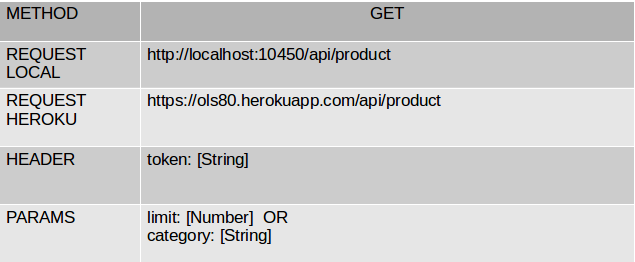 METHOD GET
REQUEST LOCAL http://localhost:10450/api/product
REQUEST HEROKU https://ols80.herokuapp.com/api/product
HEADER token: [String]
PARAMS limit: [Number]  OR
category: [String]